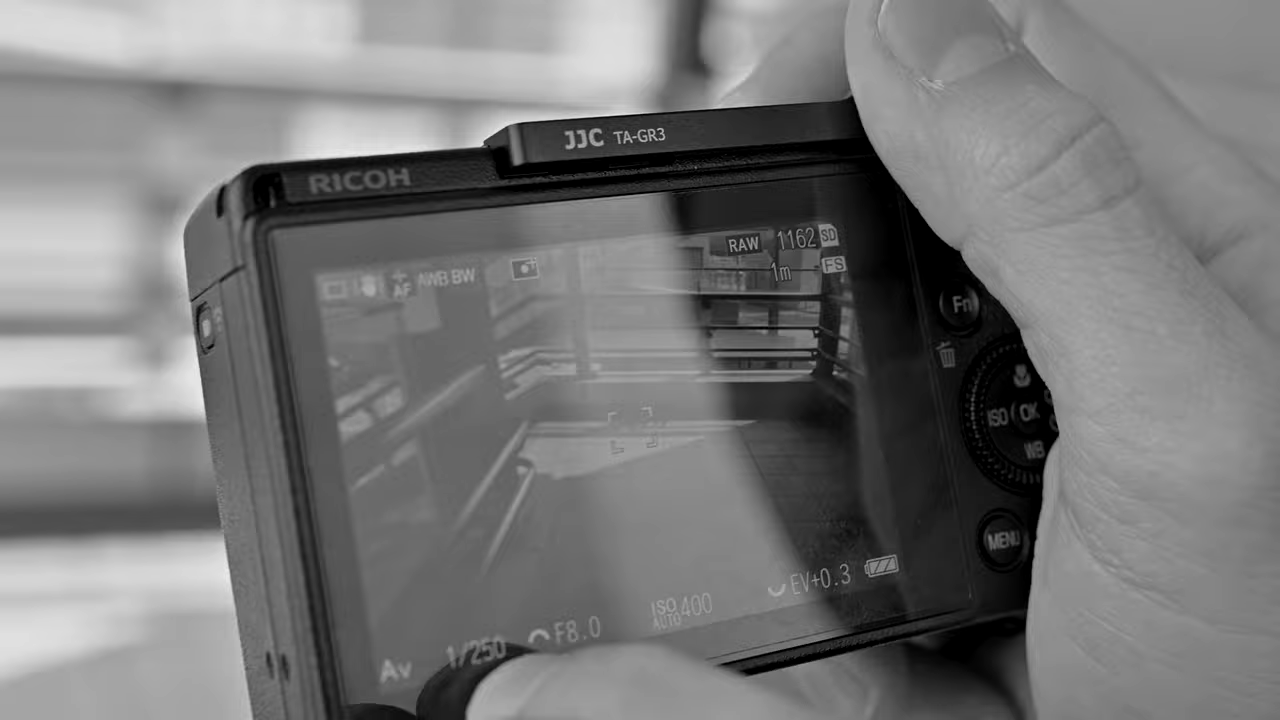 JJC TA-GR3
RICOH
RAW 1162 SD
1m FS
AF AWB BW
Fn
ISO OK
WB
MENU
EV+0.3
ISO AUTO 400
F8.0
1/250
Av